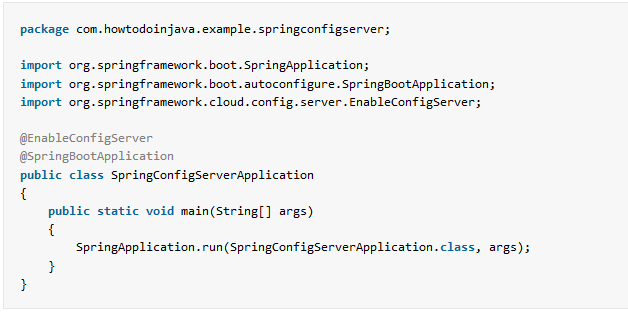 package com.howtodoinjava.example.springconfigserver;
import org.springframework.boot.SpringApplication;
import org.springframework.boot.autoconfigure.SpringBootApplication;
import org.springframework.cloud.config.server.EnableConfigServer;
@EnableConfigServer
@SpringBootApplication
public class SpringConfigServerApplication
{
    public static void main(String[] args)
    {
        SpringApplication.run(SpringConfigServerApplication.class, args);
    }
}